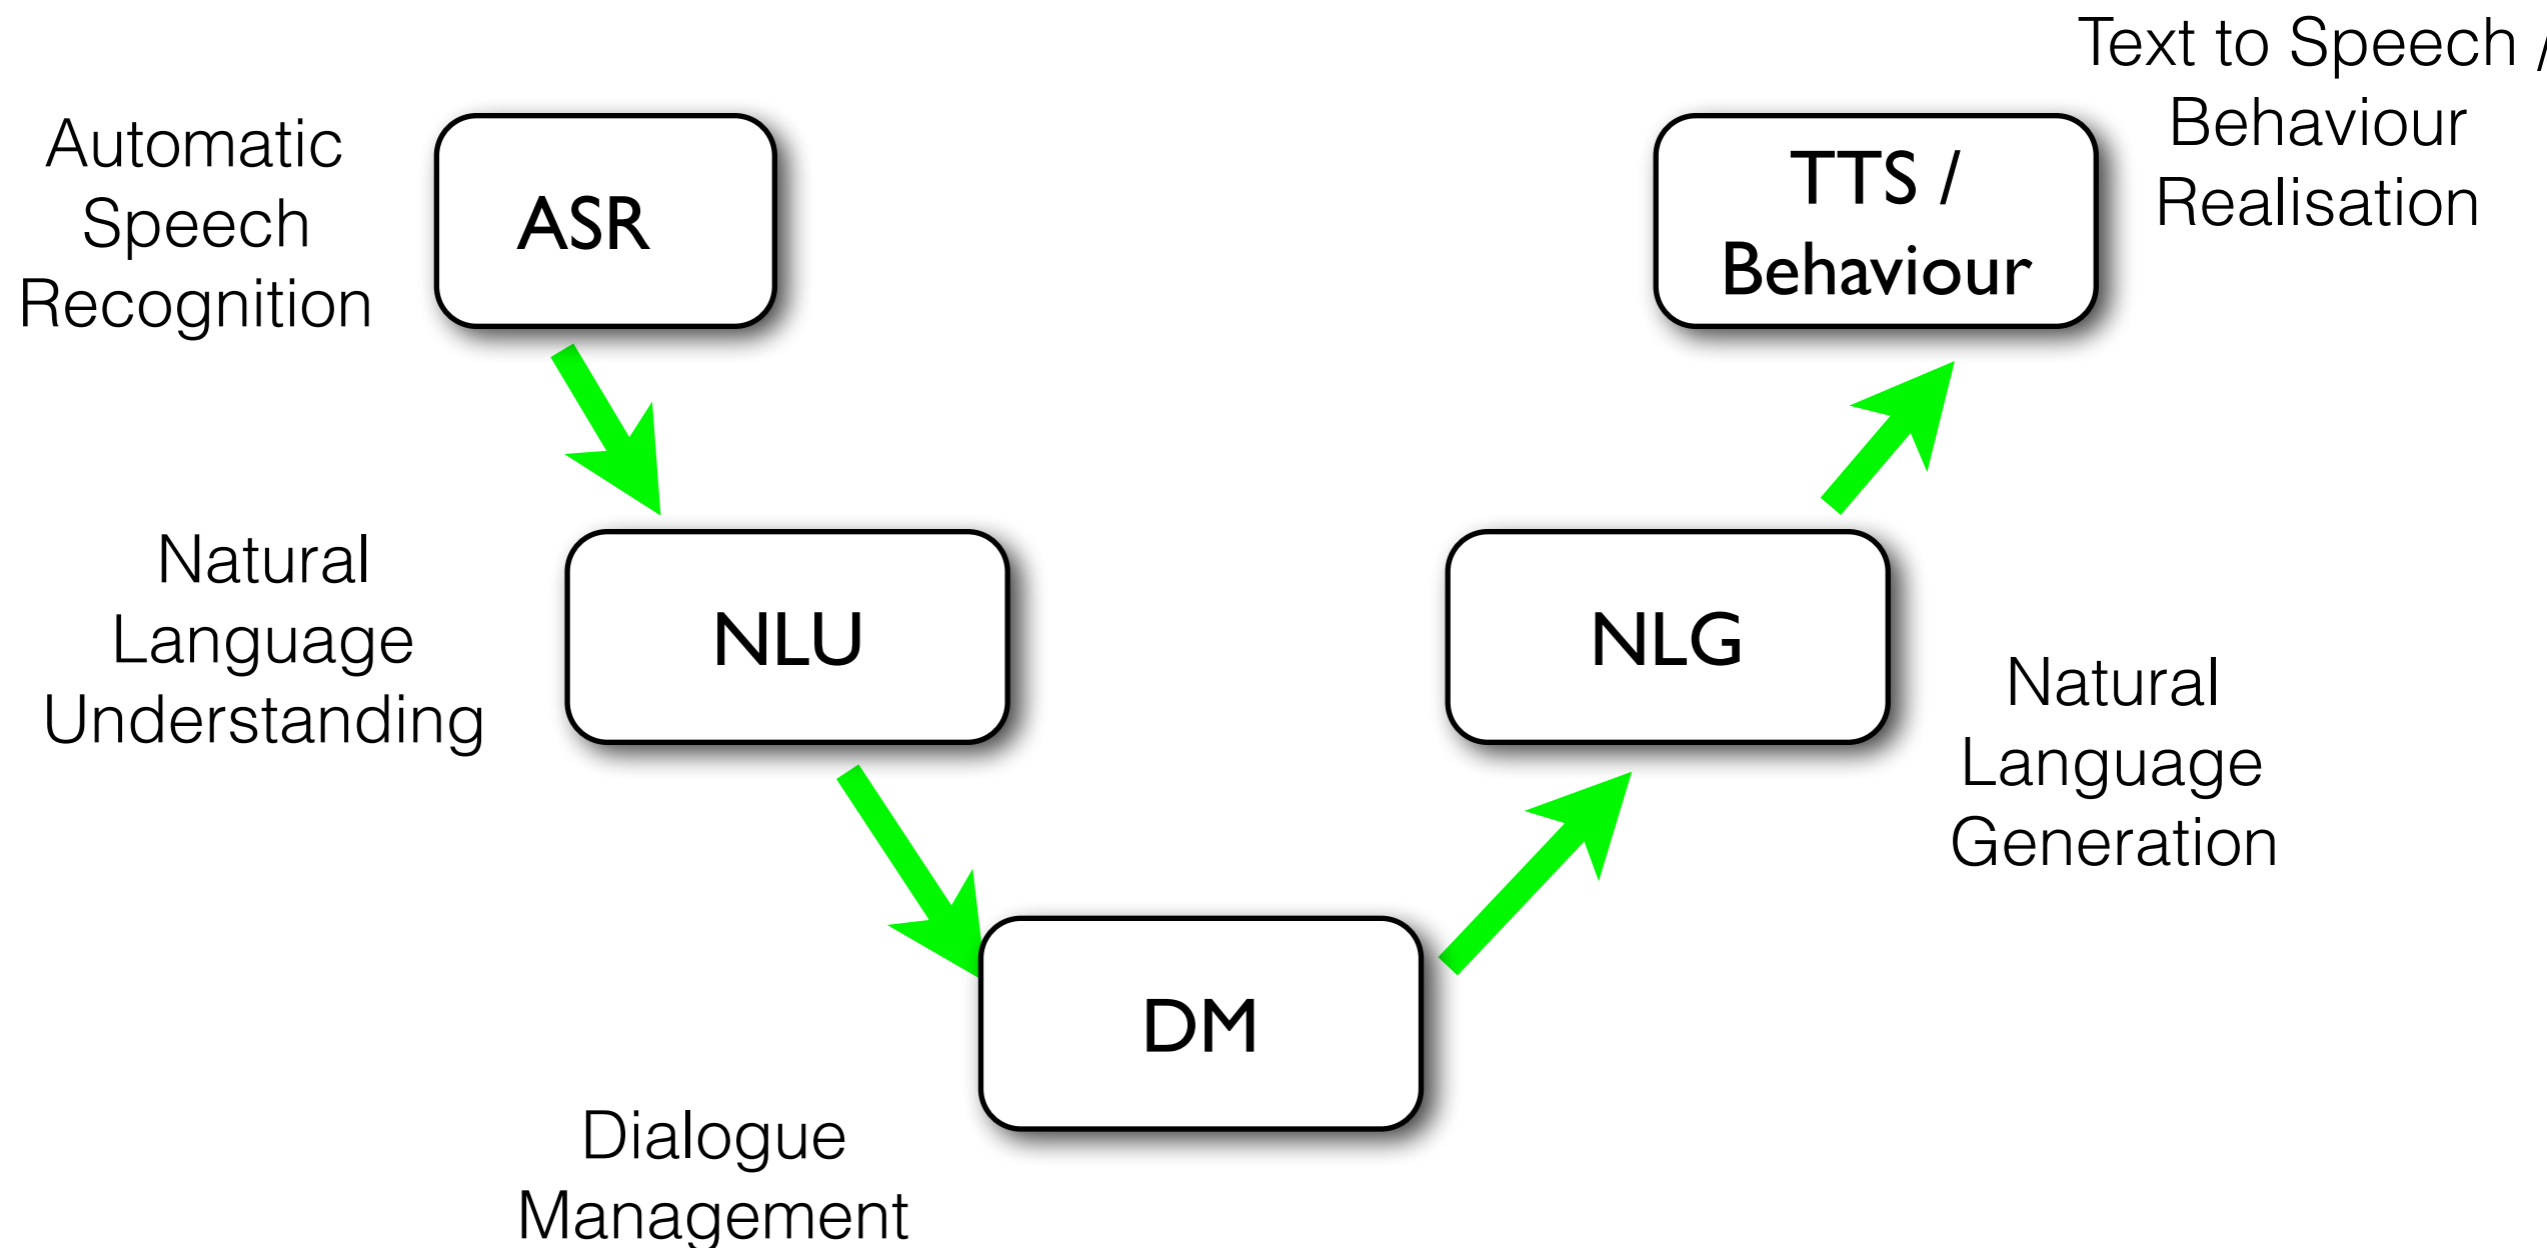 Automatic
Speech
Recognition
ASR
TTS /
Behaviour
Text to Speech /
Behaviour
Realisation
Natural
Language
Understanding
NLU
NLG
Natural
Language
Generation
DM
Dialogue
Management